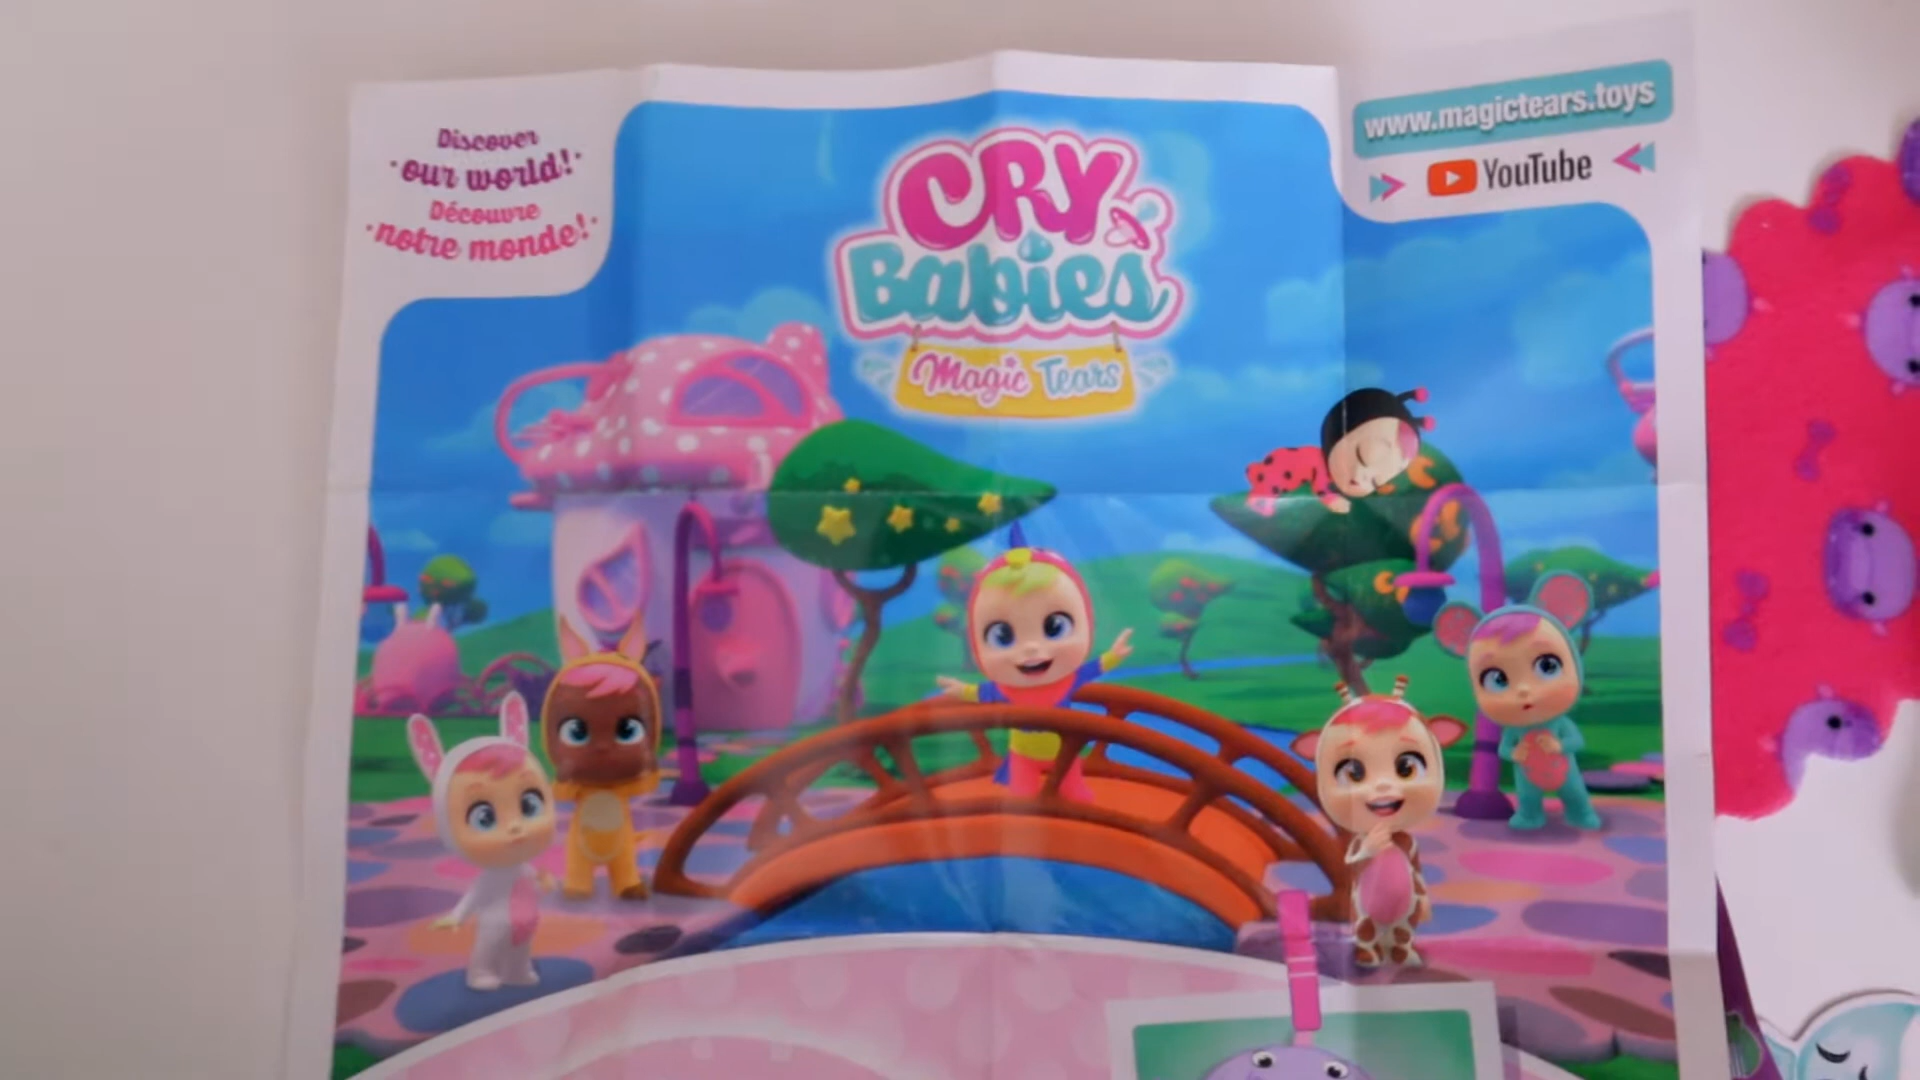 Discover
our world!
Découvre
notre monde!
CRY
Babies
Magic Tears
www.magictears.toys
YouTube